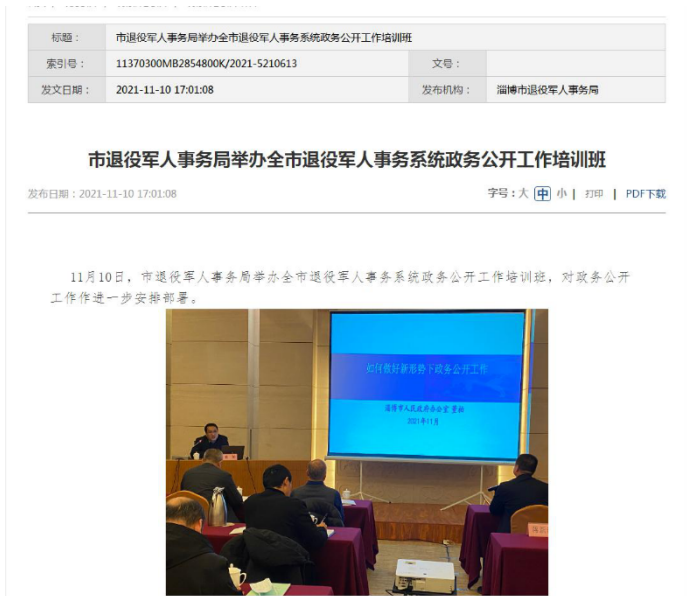 标题： 市退役军人事务局举办全市退役军人事务系统政务公开工作培训班
索引号： 11370300MB2854800K/2021-5210613 文号：
发文日期： 2021-11-10 17:01:08 发布机构： 淄博市退役军人事务局
市退役军人事务局举办全市退役军人事务系统政务公开工作培训班
发布日期：2021-11-10 17:01:08 字号：大 中 小 | 打印 | PDF下载
11月10日，市退役军人事务局举办全市退役军人事务系统政务公开工作培训班，对政务公开
工作作进一步安排部署。
如何做好新形势下政务公开工作
淄博市人民政府办公室
2021年11月